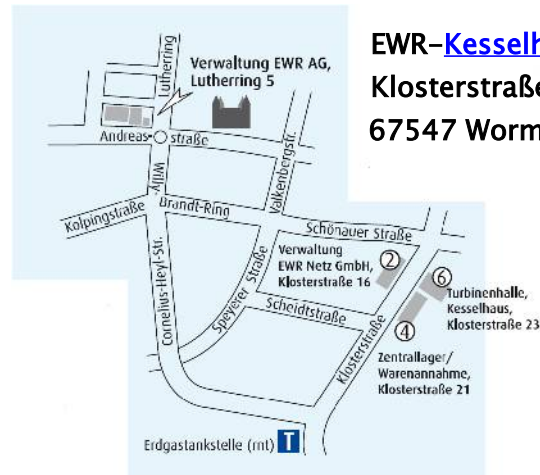 EWR–Kesselh
Klosterstraße
67547 Worm
Lutherring
Verwaltung EWR AG,
Lutherring 5
Andreas-straße
Willy-
Brandt-Ring
Valkenbergstr.
Kolpingstraße
Schönauer Straße
Cornelius-Heyl-Str.
Speyerer Straße
Verwaltung
EWR Netz GmbH,
Klosterstraße 16
2
6
Turbinenhalle,
Kesselhaus,
Klosterstraße 23
Scheidtstraße
4
Klosterstraße
Zentrallager/
Warenannahme,
Klosterstraße 21
Erdgastankstelle (rnt)
T